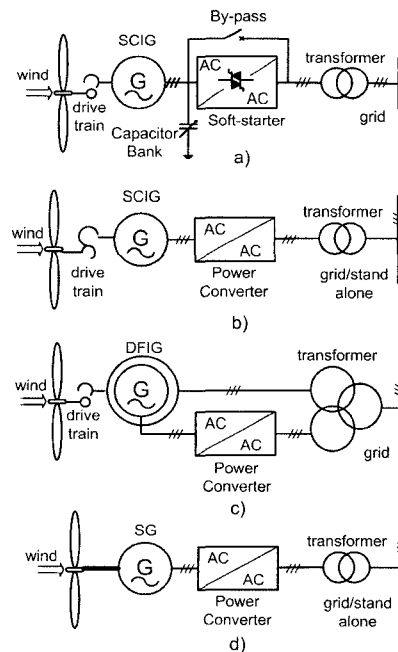 SCIG
By-pass
wind
G
AC
AC
transformer
drive
train
Capacitor
Bank
Soft-starter
grid
a)
SCIG
transformer
wind
G
AC
AC
drive
train
Power
Converter
grid/stand
alone
b)
DFIG
transformer
wind
G
drive
train
AC
AC
grid
Power
Converter
c)
SG
transformer
wind
G
AC
AC
Power
Converter
grid/stand
alone
d)